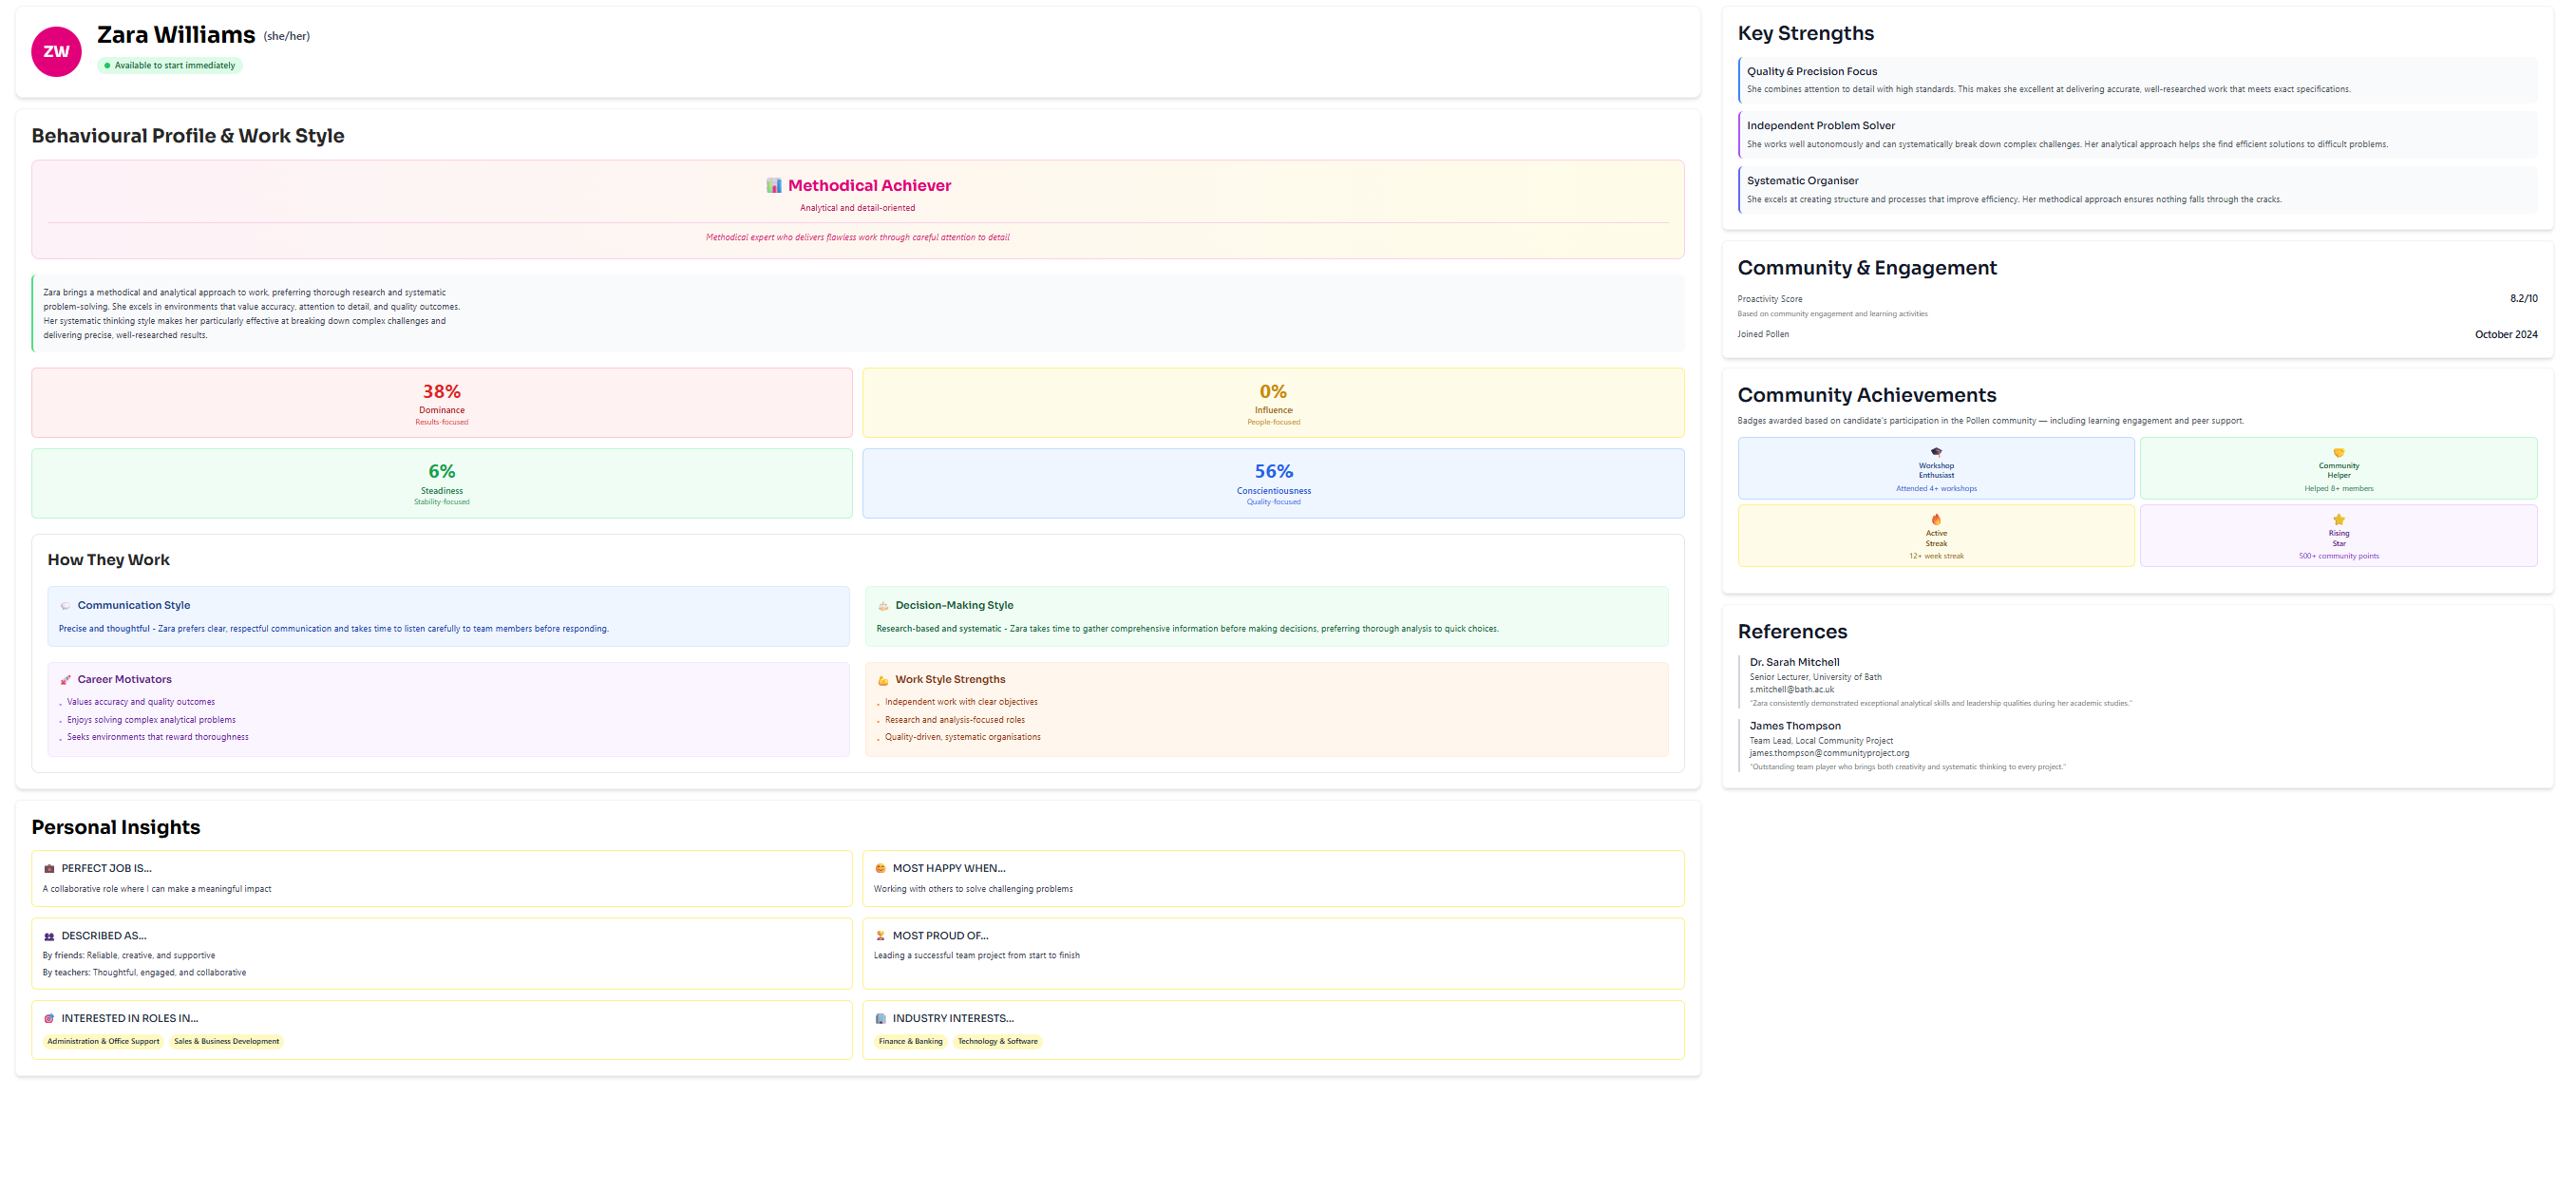 ZW
Zara Williams (she/her)
Available to start immediately
Behavioural Profile & Work Style
Methodical Achiever
Analytical and detail-oriented
Methodical expert who delivers flawless work through careful attention to detail
Zara brings a methodical and analytical approach to work, preferring thorough research and systematic
problem-solving. She excels in environments that value accuracy, attention to detail, and quality outcomes.
Her systematic thinking style makes her particularly effective at breaking down complex challenges and
delivering precise, well-researched results.
38%
Dominance
Results-focused
0%
Influence
People-focused
6%
Steadiness
Stability-focused
56%
Conscientiousness
Quality-focused
How They Work
Communication Style
Precise and thoughtful - Zara prefers clear, respectful communication and takes time to listen carefully to team members before responding.
Decision-Making Style
Research-based and systematic - Zara takes time to gather comprehensive information before making decisions, preferring thorough analysis to quick choices.
Career Motivators
• Values accuracy and quality outcomes
• Enjoys solving complex analytical problems
• Seeks environments that reward thoroughness
Work Style Strengths
• Independent work with clear objectives
• Research and analysis-focused roles
• Quality-driven, systematic organisations
Personal Insights
PERFECT JOB IS...
A collaborative role where I can make a meaningful impact
MOST HAPPY WHEN...
Working with others to solve challenging problems
DESCRIBED AS...
By friends: Reliable, creative, and supportive
By teachers: Thoughtful, engaged, and collaborative
MOST PROUD OF...
Leading a successful team project from start to finish
INTERESTED IN ROLES IN...
Administration & Office Support Sales & Business Development
INDUSTRY INTERESTS...
Finance & Banking Technology & Software
Key Strengths
Quality & Precision Focus
She combines attention to detail with high standards. This makes she excellent at delivering accurate, well-researched work that meets exact specifications.
Independent Problem Solver
She works well autonomously and can systematically break down complex challenges. Her analytical approach helps she find efficient solutions to difficult problems.
Systematic Organiser
She excels at creating structure and processes that improve efficiency. Her methodical approach ensures nothing falls through the cracks.
Community & Engagement
Proactivity Score 8.2/10
Based on community engagement and learning activities
Joined Pollen October 2024
Community Achievements
Badges awarded based on candidate's participation in the Pollen community — including learning engagement and peer support.
Workshop
Enthusiast
Attended 4+ workshops
Community
Helper
Helped 8+ members
Active
Streak
12+ week streak
Rising
Star
500+ community points
References
Dr. Sarah Mitchell
Senior Lecturer, University of Bath
s.mitchell@bath.ac.uk
"Zara consistently demonstrated exceptional analytical skills and leadership qualities during her academic studies."
James Thompson
Team Lead, Local Community Project
james.thompson@communityproject.org
"Outstanding team player who brings both creativity and systematic thinking to every project."